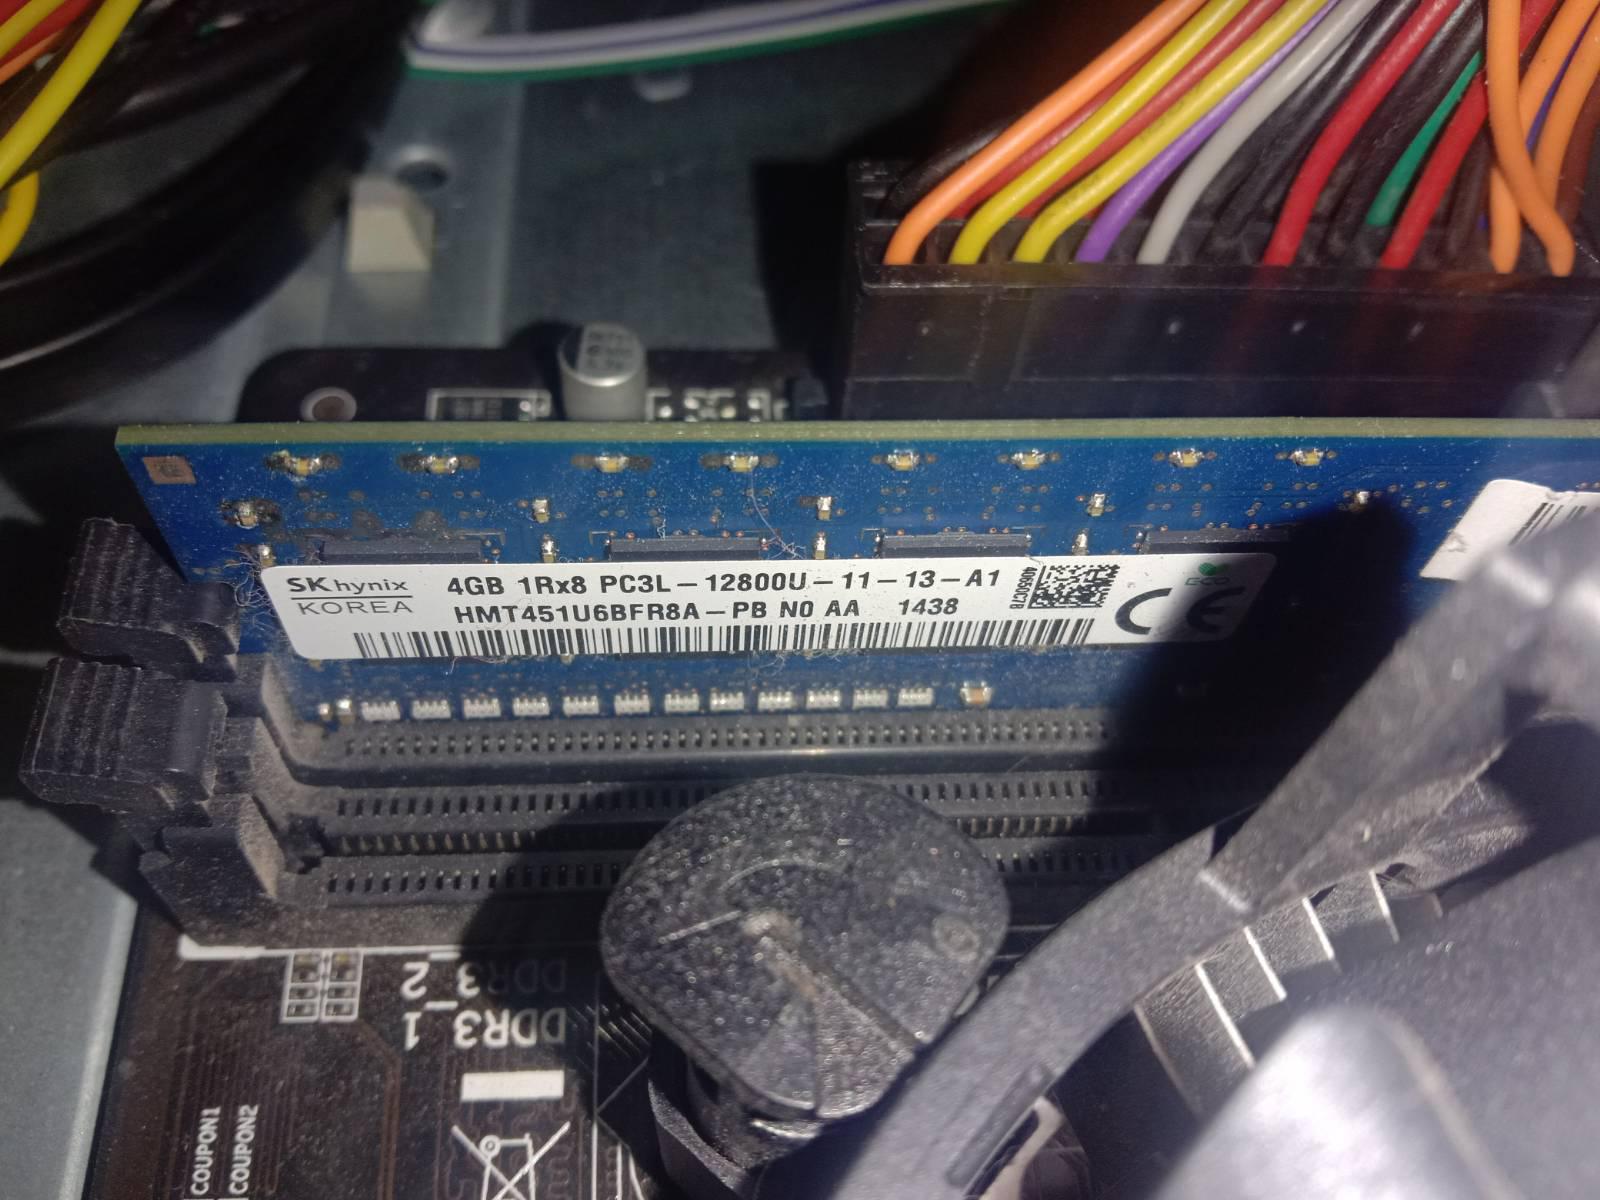 SK hynix
KOREA
4GB 1Rx8 PC3L-12800U-11-13-A1
HMT451U6BFR8A-PB N0 AA 1438
ECO
CE
DDR3_2
DDR3_1
COUPON1
COUPON2